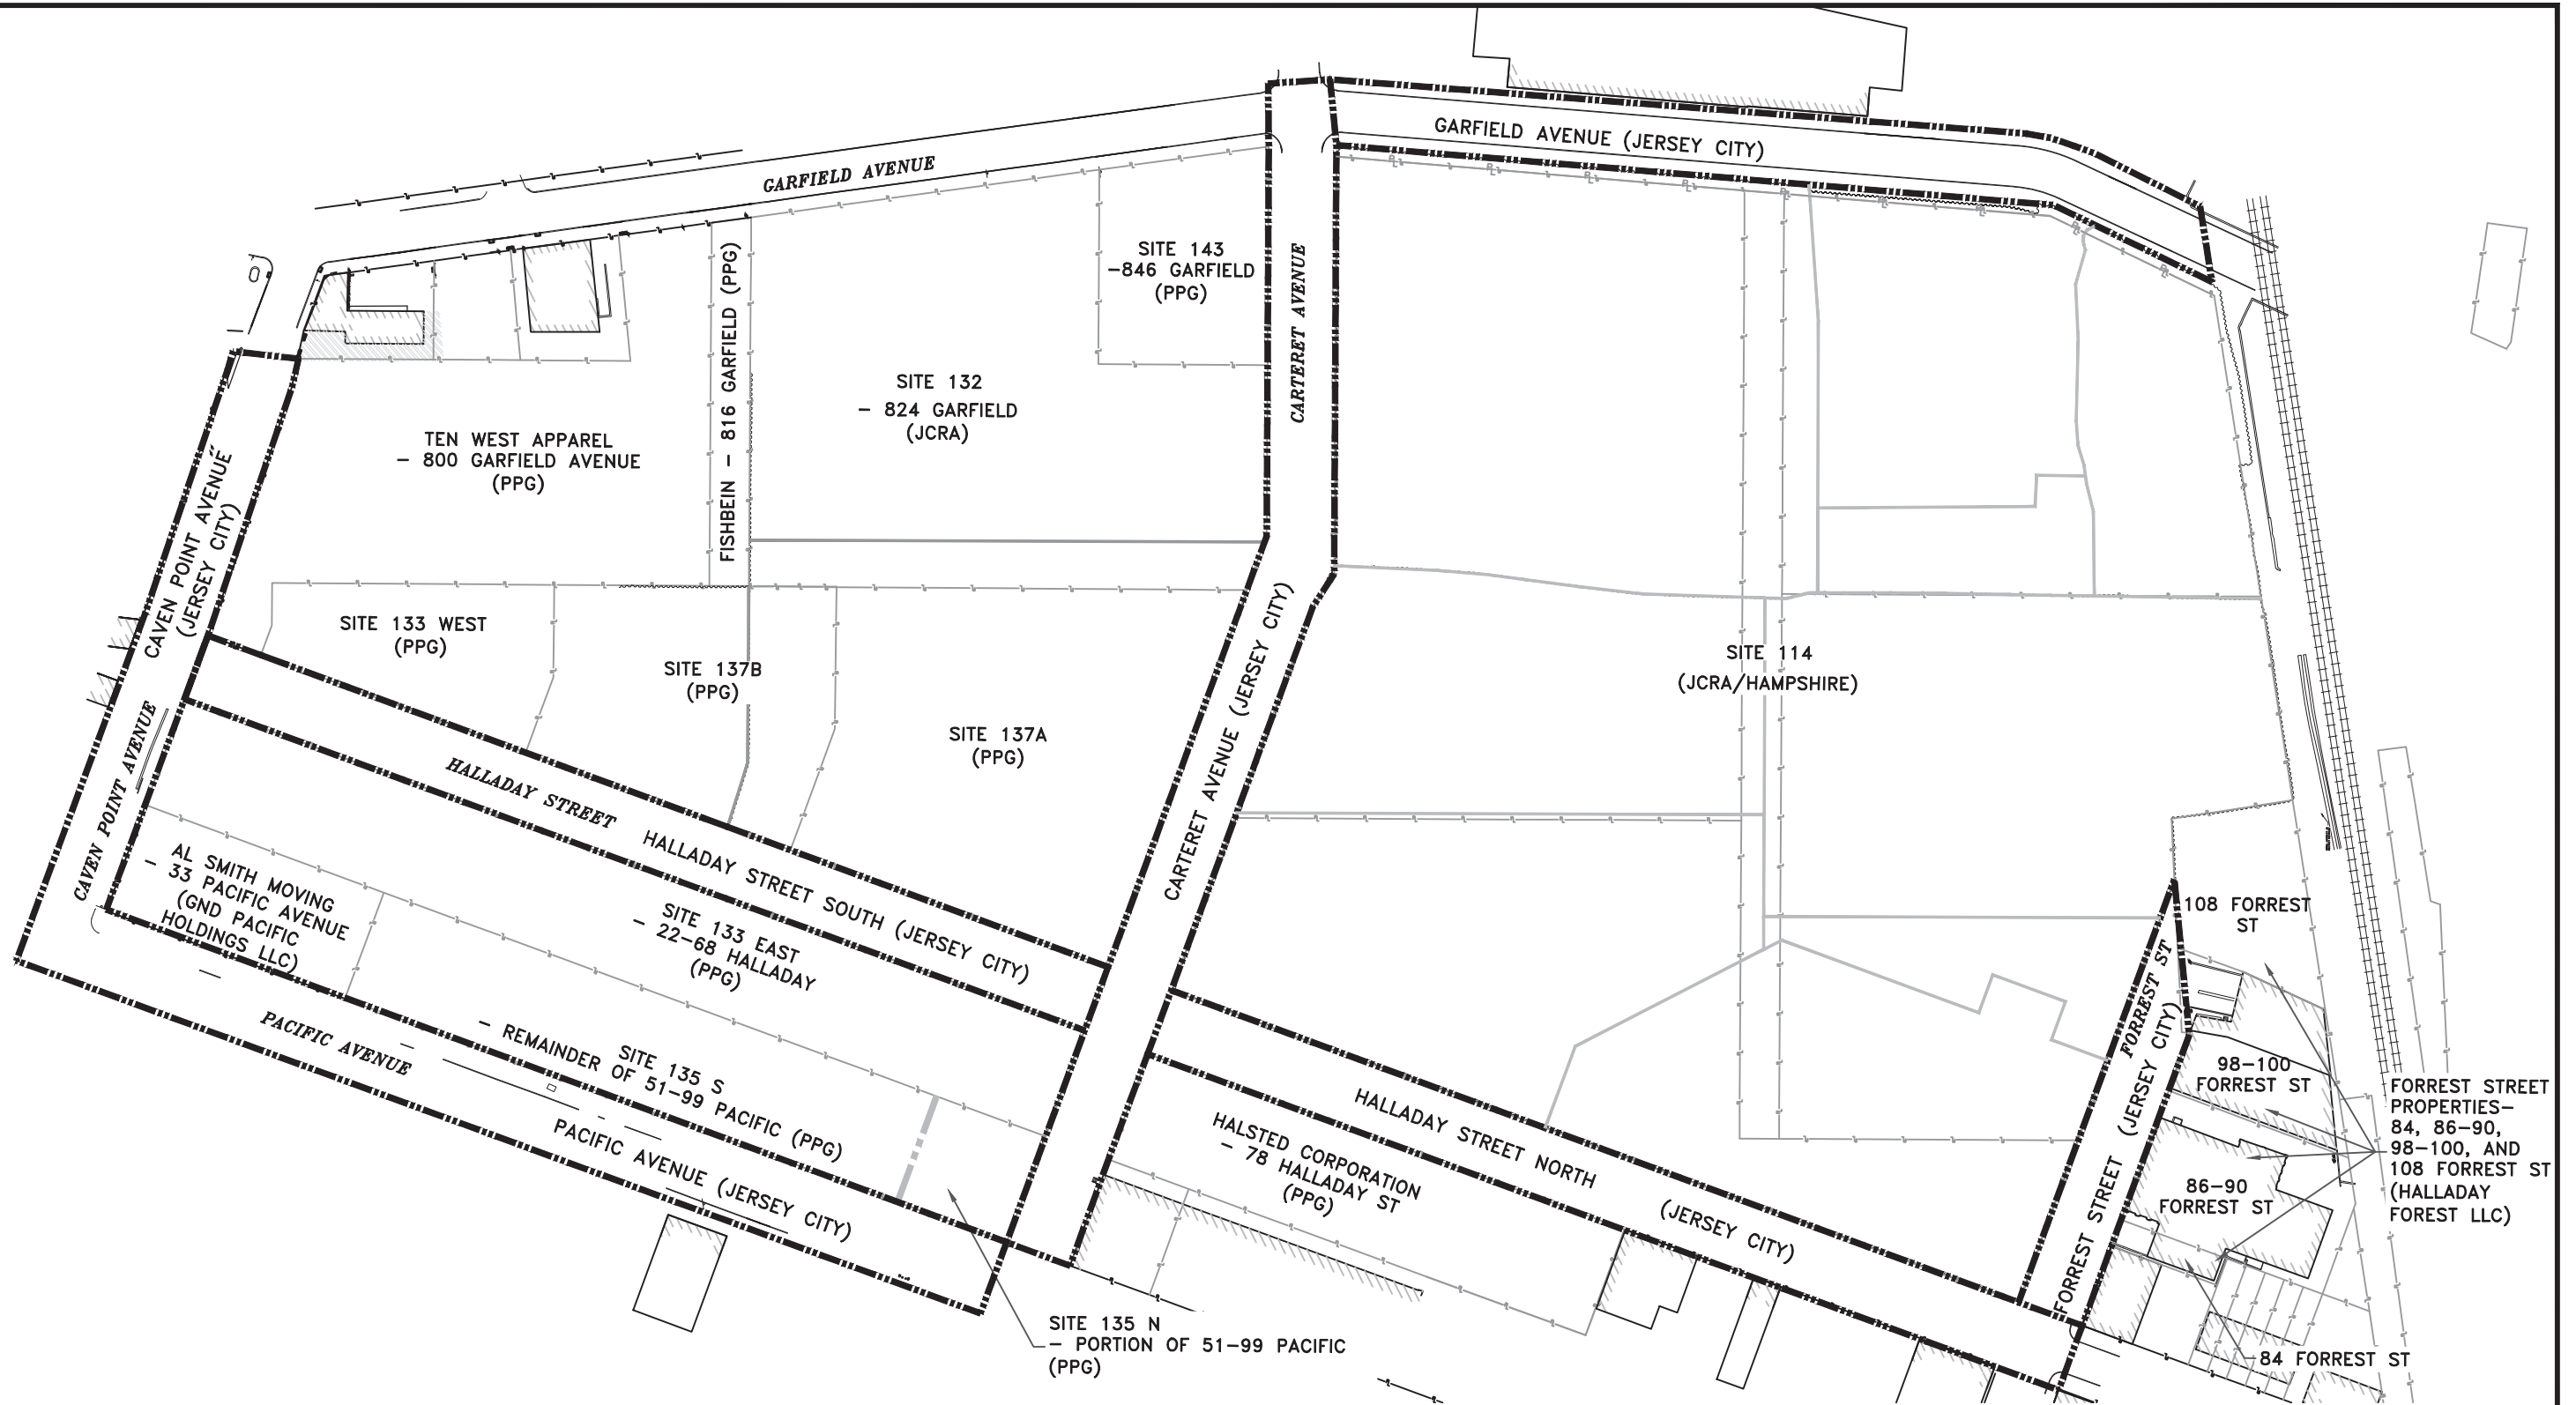 GARFIELD AVENUE (JERSEY CITY)
GARFIELD AVENUE
SITE 143
-846 GARFIELD
(PPG)
CARTERET AVENUE
FISHBEIN - 816 GARFIELD (PPG)
SITE 132
- 824 GARFIELD
(JCRA)
TEN WEST APPAREL
- 800 GARFIELD AVENUE
(PPG)
CAVEN POINT AVENUE
(JERSEY CITY)
SITE 133 WEST
(PPG)
SITE 137B
(PPG)
SITE 137A
(PPG)
CARTERET AVENUE (JERSEY CITY)
SITE 114
(JCRA/HAMPSHIRE)
CAVEN POINT AVENUE
HALLADAY STREET
HALLADAY STREET SOUTH (JERSEY CITY)
AL SMITH MOVING
- 33 PACIFIC AVENUE
(GND PACIFIC
HOLDINGS LLC)
SITE 133 EAST
- 22-68 HALLADAY
(PPG)
PACIFIC AVENUE
SITE 135 S
- REMAINDER OF 51-99 PACIFIC (PPG)
PACIFIC AVENUE (JERSEY CITY)
HALLADAY STREET NORTH
(JERSEY CITY)
HALSTED CORPORATION
- 78 HALLADAY ST
(PPG)
108 FORREST
ST
FORREST ST
FORREST STREET (JERSEY CITY)
98-100
FORREST ST
86-90
FORREST ST
FORREST STREET
PROPERTIES-
84, 86-90,
98-100, AND
108 FORREST ST
(HALLADAY
FOREST LLC)
SITE 135 N
- PORTION OF 51-99 PACIFIC
(PPG)
84 FORREST ST